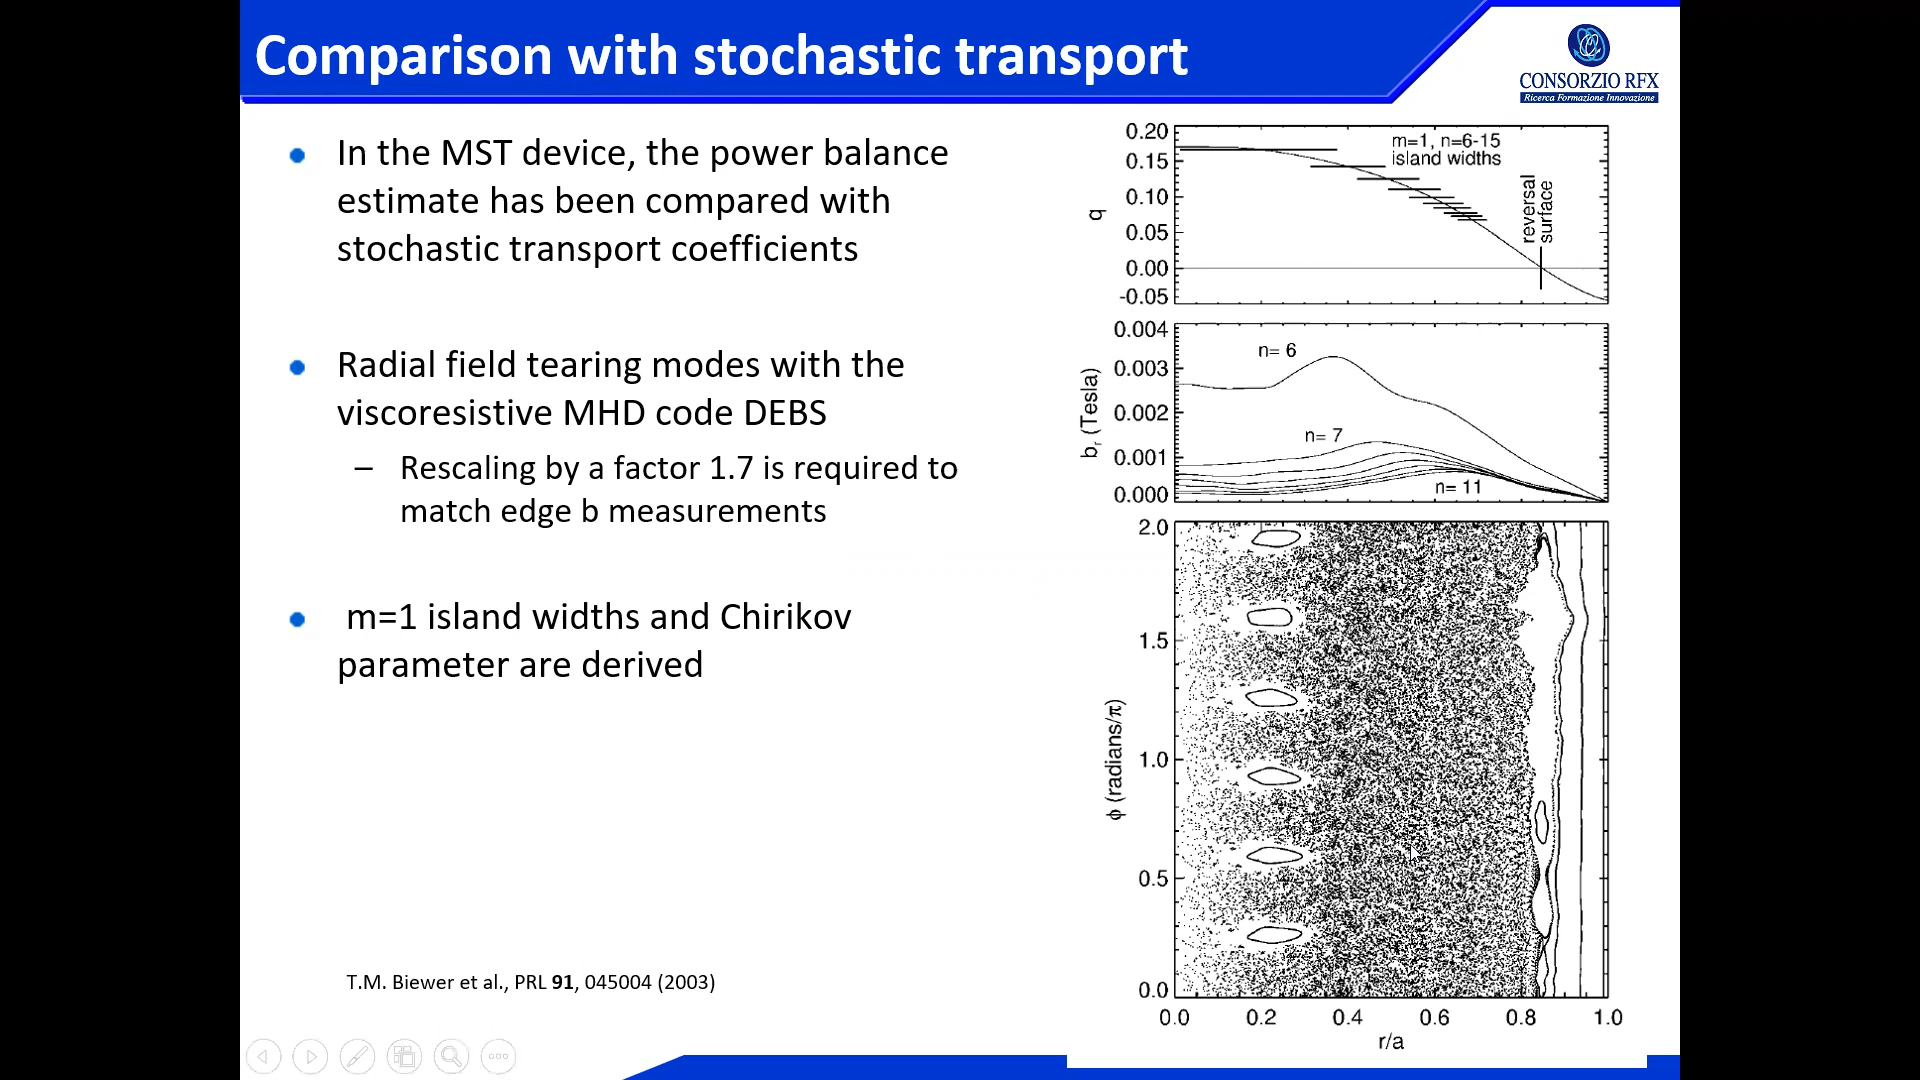 Comparison with stochastic transport
CONSORZIO RFX
Ricerca Formazione Innovazione
In the MST device, the power balance
estimate has been compared with
stochastic transport coefficients
Radial field tearing modes with the
viscoresistive MHD code DEBS
– Rescaling by a factor 1.7 is required to
match edge b measurements
m=1 island widths and Chirikov
parameter are derived
T.M. Biewer et al., PRL 91, 045004 (2003)
0.20
0.15
0.10
0.05
0.00
-0.05
q
m=1, n=6-15
island widths
reversal
surface
0.004
0.003
0.002
0.001
0.000
br (Tesla)
n= 6
n= 7
n= 11
2.0
1.5
1.0
0.5
0.0
ϕ (radians/π)
0.0 0.2 0.4 0.6 0.8 1.0
r/a